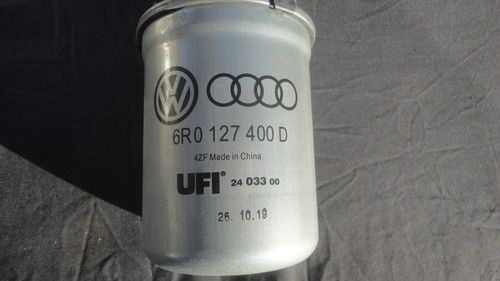 6R0 127 400 D
4ZF Made in China
UFI 24 033 00
26. 10. 19